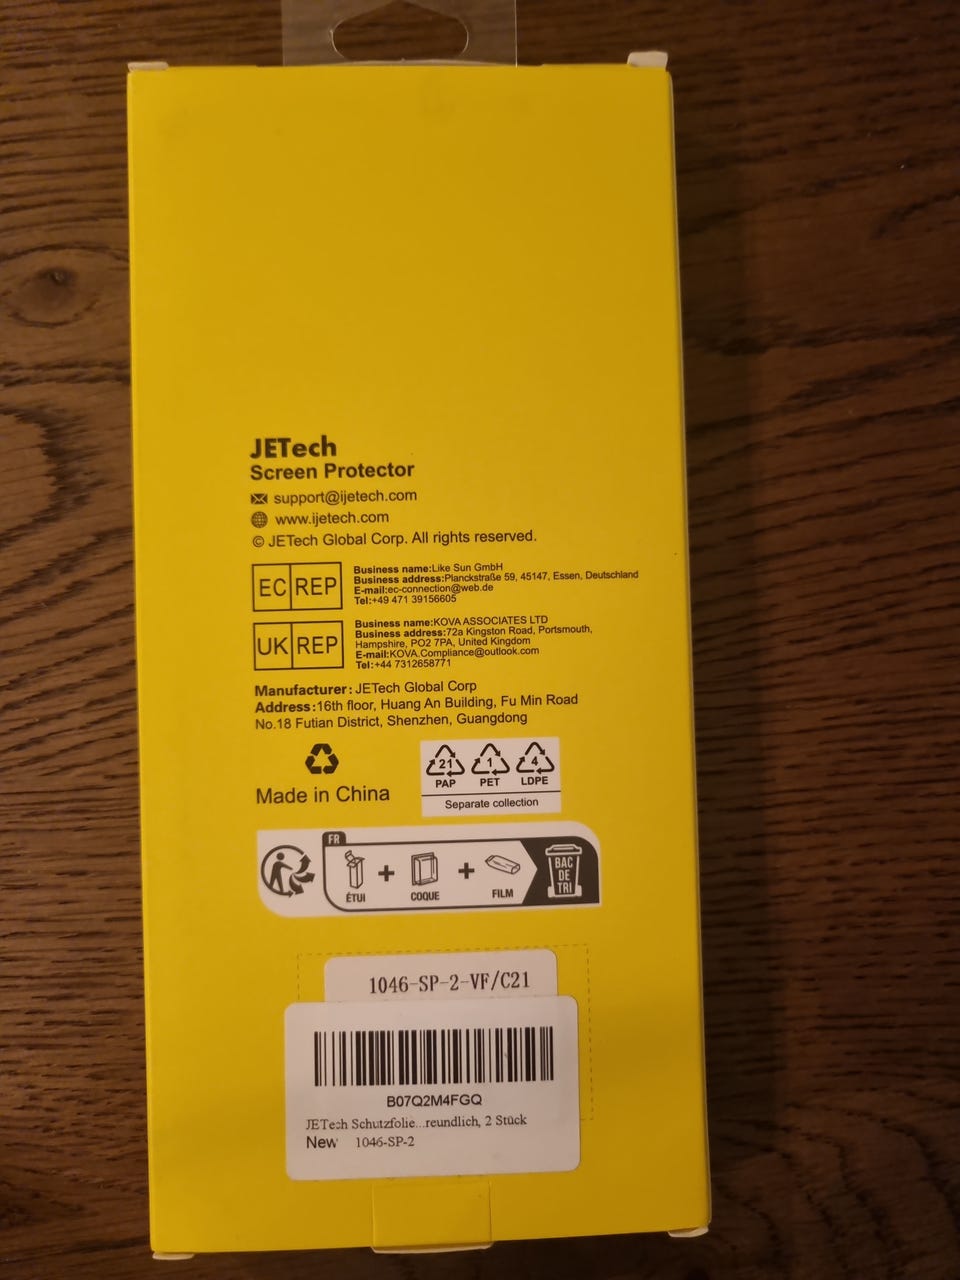 JETech
Screen Protector
support@ijetech.com
www.ijetech.com
© JETech Global Corp. All rights reserved.
EC REP
Business name:Like Sun GmbH
Business address:Planckstraße 59, 45147, Essen, Deutschland
E-mail:ec-connection@web.de
Tel:+49 471 39156605
UK REP
Business name:KOVA ASSOCIATES LTD
Business address:72a Kingston Road, Portsmouth,
Hampshire, PO2 7PA, United Kingdom
E-mail:KOVA.Compliance@outlook.com
Tel:+44 7312658771
Manufacturer: JETech Global Corp
Address:16th floor, Huang An Building, Fu Min Road
No.18 Futian District, Shenzhen, Guangdong
Made in China
21 1 4
PAP PET LDPE
Separate collection
FR
ÉTUI + COQUE + FILM
BAC
DE
TRI
1046-SP-2-VF/C21
B07Q2M4FGQ
JETech Schutzfolie...reundlich, 2 Stück
New 1046-SP-2